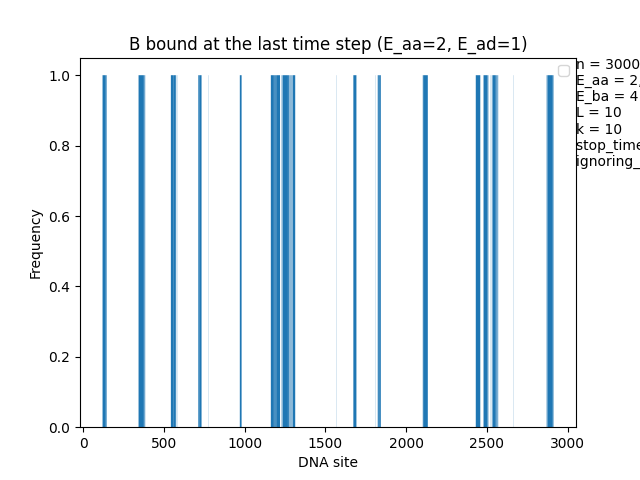 B bound at the last time step (E_aa=2, E_ad=1)
n = 3000
E_aa = 2,
E_ba = 4
L = 10
k = 10
stop_time
ignoring_
1.0
0.8
0.6
0.4
0.2
0.0
Frequency
0
500
1000
1500
2000
2500
3000
DNA site